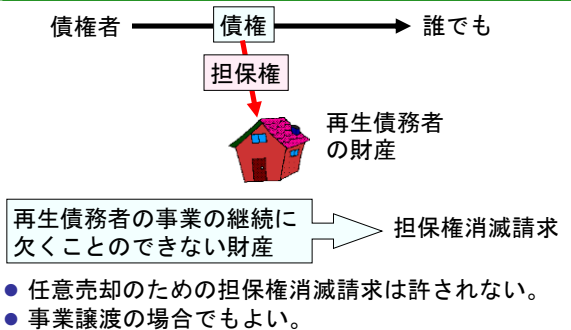 債権者 債権 誰でも
担保権
再生債務者
の財産
再生債務者の事業の継続に
欠くことのできない財産
担保権消滅請求
● 任意売却のための担保権消滅請求は許されない。
● 事業譲渡の場合でもよい。